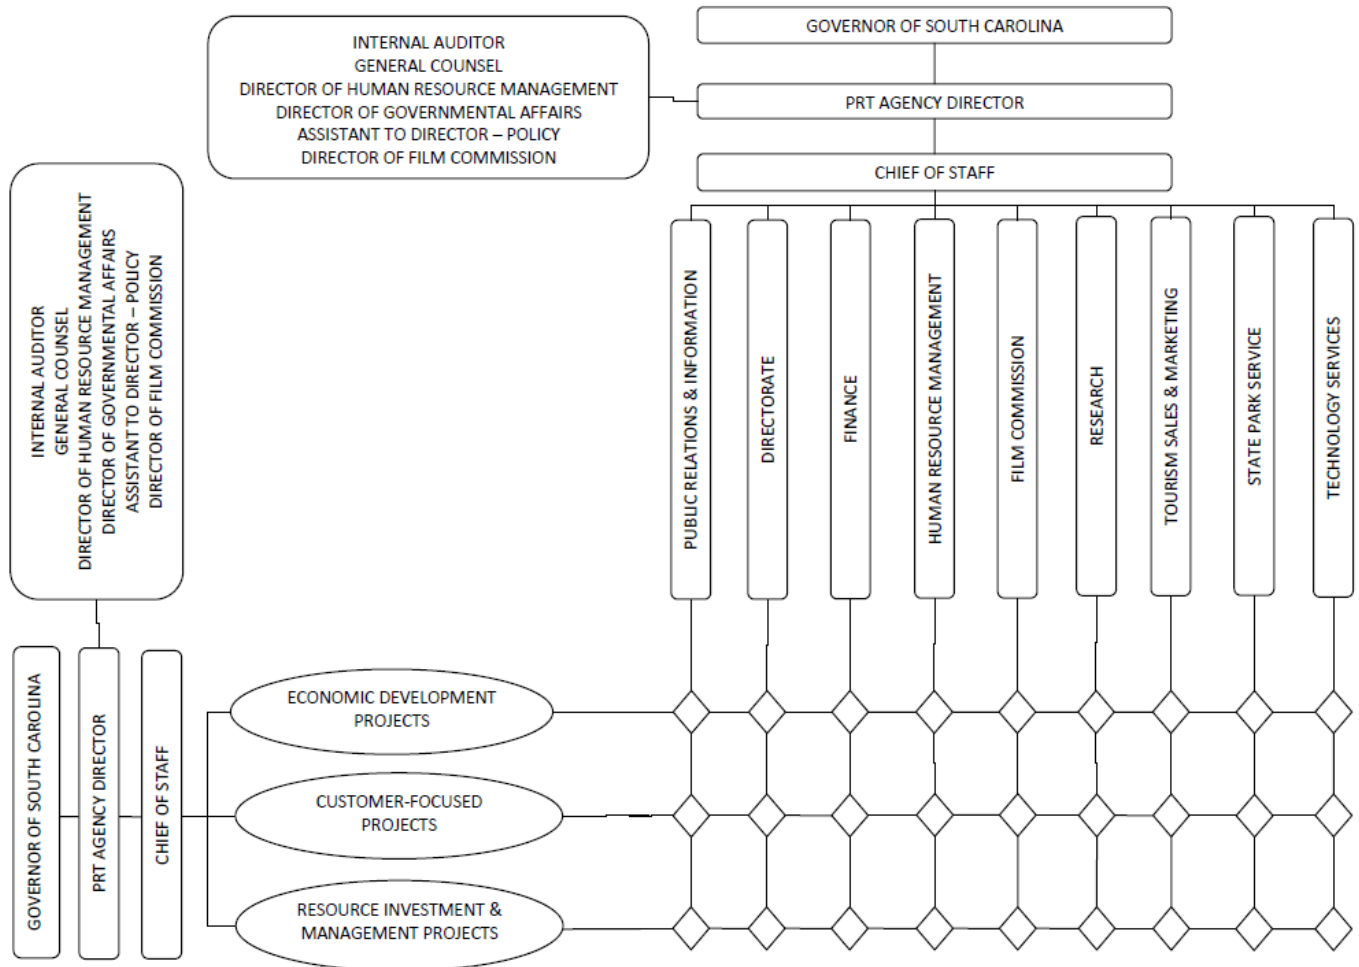 INTERNAL AUDITOR
GENERAL COUNSEL
DIRECTOR OF HUMAN RESOURCE MANAGEMENT
DIRECTOR OF GOVERNMENTAL AFFAIRS
ASSISTANT TO DIRECTOR – POLICY
DIRECTOR OF FILM COMMISSION
GOVERNOR OF SOUTH CAROLINA
PRT AGENCY DIRECTOR
CHIEF OF STAFF
PUBLIC RELATIONS & INFORMATION
DIRECTORATE
FINANCE
HUMAN RESOURCE MANAGEMENT
FILM COMMISSION
RESEARCH
TOURISM SALES & MARKETING
STATE PARK SERVICE
TECHNOLOGY SERVICES
INTERNAL AUDITOR
GENERAL COUNSEL
DIRECTOR OF HUMAN RESOURCE MANAGEMENT
DIRECTOR OF GOVERNMENTAL AFFAIRS
ASSISTANT TO DIRECTOR – POLICY
DIRECTOR OF FILM COMMISSION
GOVERNOR OF SOUTH CAROLINA
PRT AGENCY DIRECTOR
CHIEF OF STAFF
ECONOMIC DEVELOPMENT
PROJECTS
CUSTOMER-FOCUSED
PROJECTS
RESOURCE INVESTMENT &
MANAGEMENT PROJECTS